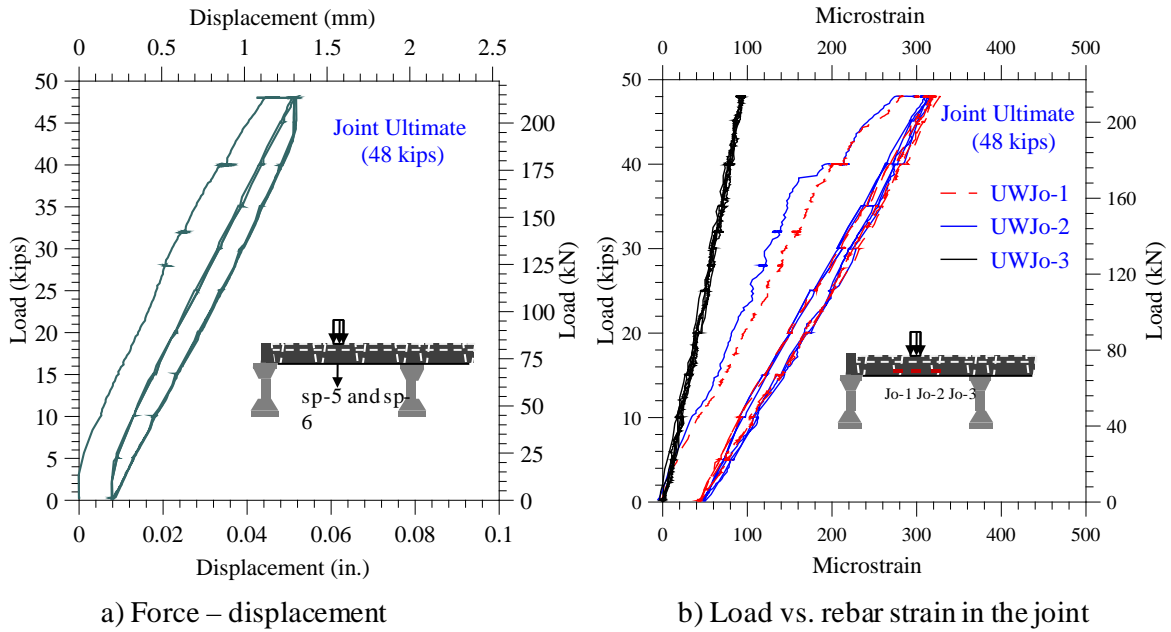 Displacement (mm)
0 0.5 1 1.5 2 2.5
50
45
40
35
30
25
20
15
10
5
0
Load (kips)
Joint Ultimate
(48 kips)
200
175
150
125
100
75
50
25
0
Load (kN)
sp-5 and sp-
6
0 0.02 0.04 0.06 0.08 0.1
Displacement (in.)
a) Force – displacement
Microstrain
0 100 200 300 400 500
50
40
30
20
10
0
Load (kips)
Joint Ultimate
(48 kips)
UWJo-1
UWJo-2
UWJo-3
200
160
120
80
40
0
Load (kN)
Jo-1 Jo-2 Jo-3
0 100 200 300 400 500
Microstrain
b) Load vs. rebar strain in the joint